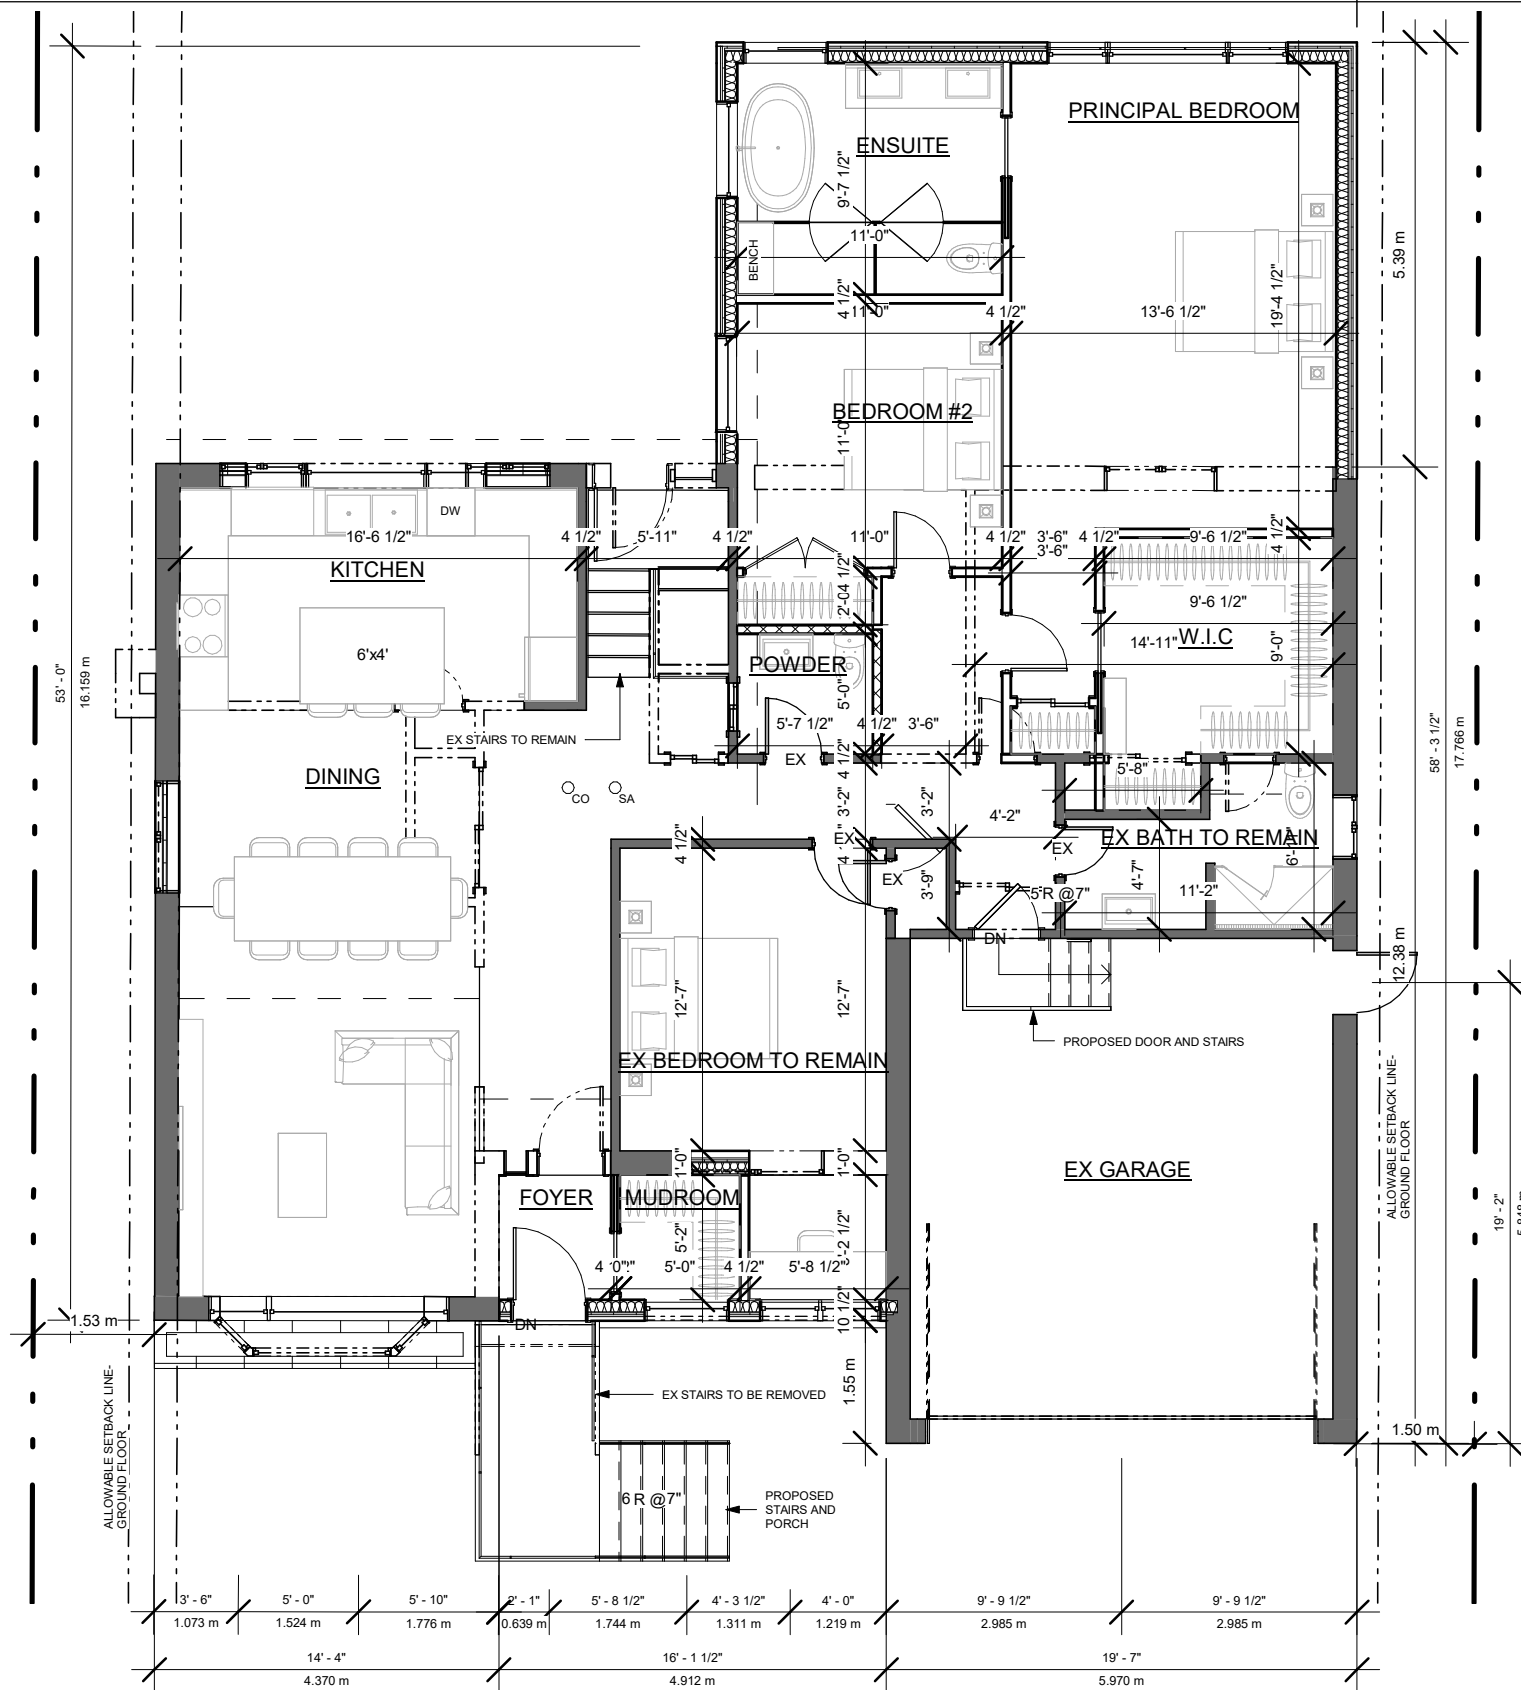 PRINCIPAL BEDROOM
ENSUITE
9'-7 1/2"
11'-0"
BENCH
4 1/2"
11'-0"
4 1/2"
13'-6 1/2"
19'-4 1/2"
5.39 m
BEDROOM #2
11'-0"
DW
16'-6 1/2"
4 1/2"
5'-11"
4 1/2"
11'-0"
4 1/2"
3'-6"
3'-6"
4 1/2"
9'-6 1/2"
4 1/2"
KITCHEN
9'-6 1/2"
6'x4'
14'-11"
W.I.C
9'-0"
POWDER
5'-0"
53' - 0"
16.159 m
5'-7 1/2"
4 1/2"
3'-6"
EX STAIRS TO REMAIN
EX
4 1/2"
5'-8"
58' - 3 1/2"
17.766 m
DINING
CO
SA
3'-2"
3'-2"
4'-2"
EX BATH TO REMAIN
4 1/2"
EX
EX
EX
3'-9"
5'R @7"
4'-7"
11'-2"
DN
12.38 m
12'-7"
12'-7"
PROPOSED DOOR AND STAIRS
EX BEDROOM TO REMAIN
ALLOWABLE SETBACK LINE-
GROUND FLOOR
1'-0"
1'-0"
EX GARAGE
FOYER
MUDROOM
19' - 2"
5'-2"
5'-0"
4 1/2"
5'-8 1/2"
10 1/2"
1.53 m
DN
1.55 m
EX STAIRS TO BE REMOVED
ALLOWABLE SETBACK LINE-
GROUND FLOOR
1.50 m
6 R @7"
PROPOSED
STAIRS AND
PORCH
3' - 6"
5' - 0"
5' - 10"
2' - 1"
5' - 8 1/2"
4' - 3 1/2"
4' - 0"
9' - 9 1/2"
9' - 9 1/2"
1.073 m
1.524 m
1.776 m
0.639 m
1.744 m
1.311 m
1.219 m
2.985 m
2.985 m
14' - 4"
16' - 1 1/2"
19' - 7"
4.370 m
4.912 m
5.970 m